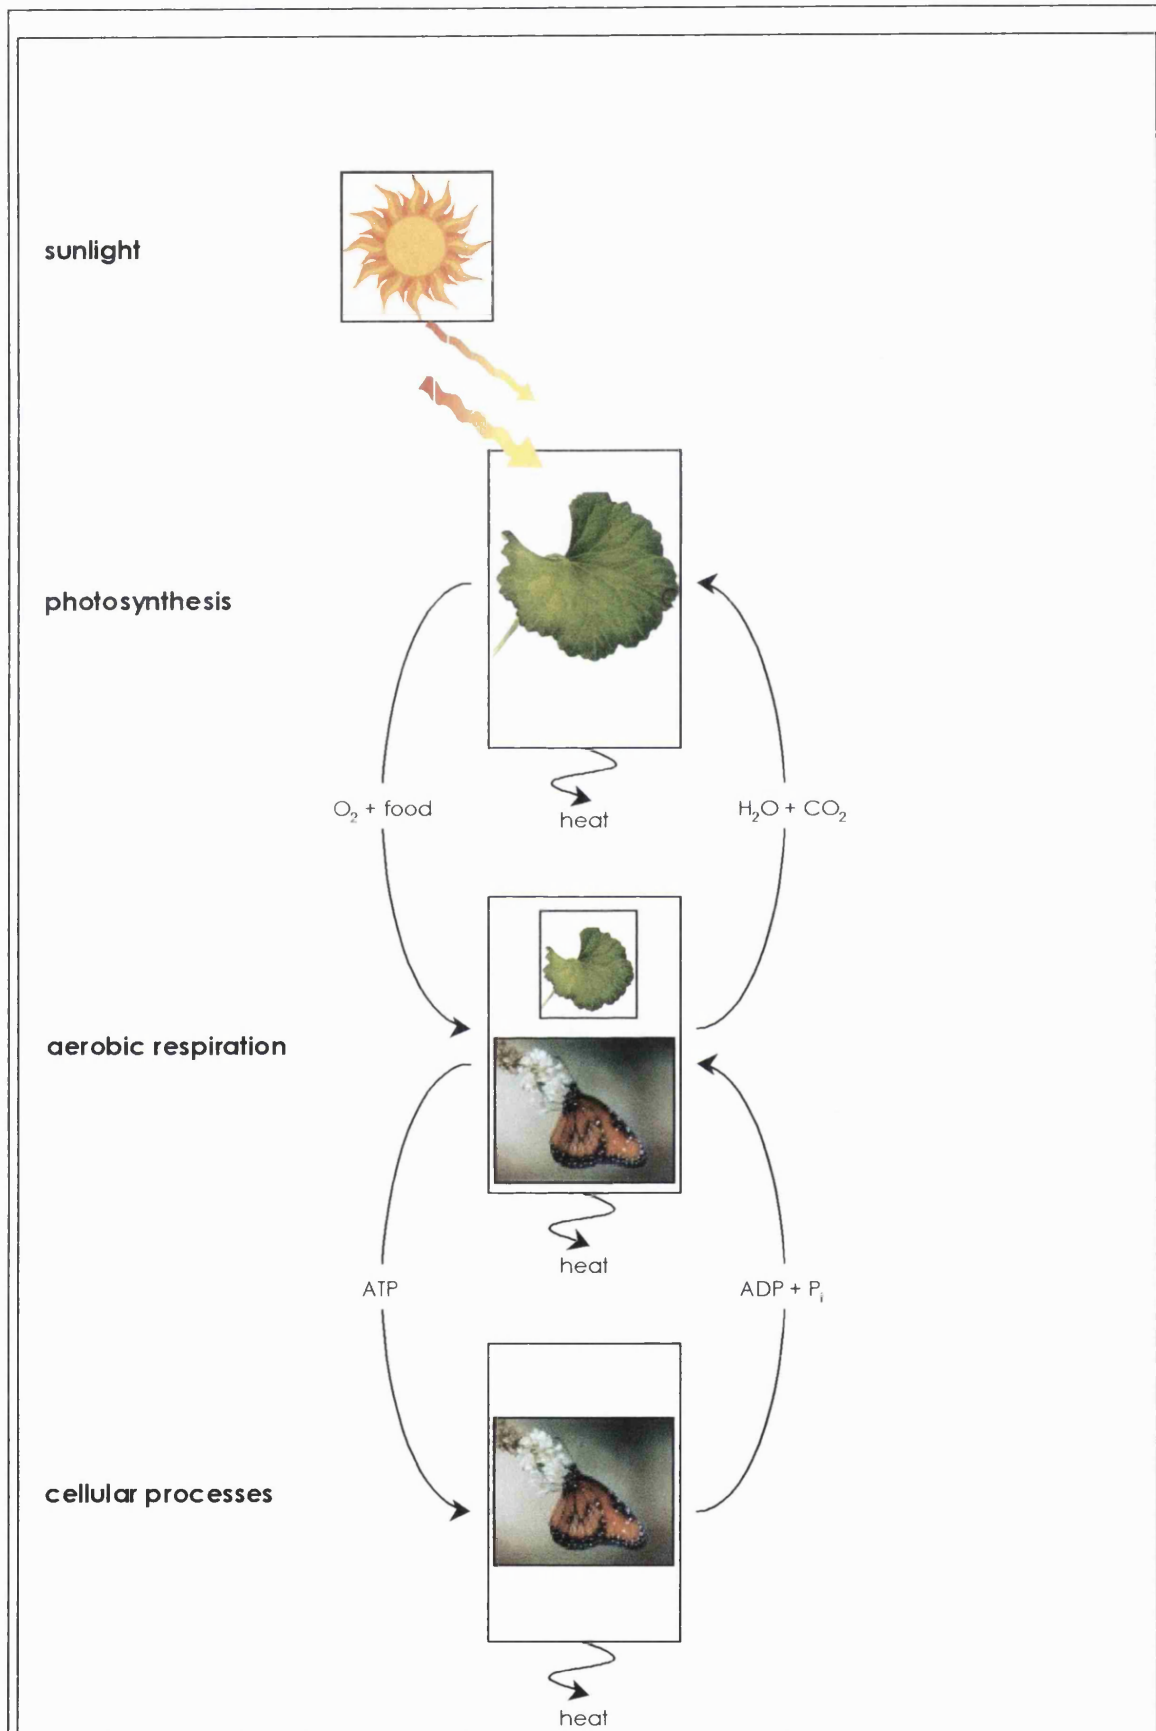 sunlight
photosynthesis
O₂ + food
heat
H₂O + CO₂
aerobic respiration
heat
ATP
ADP + Pᵢ
cellular processes
heat